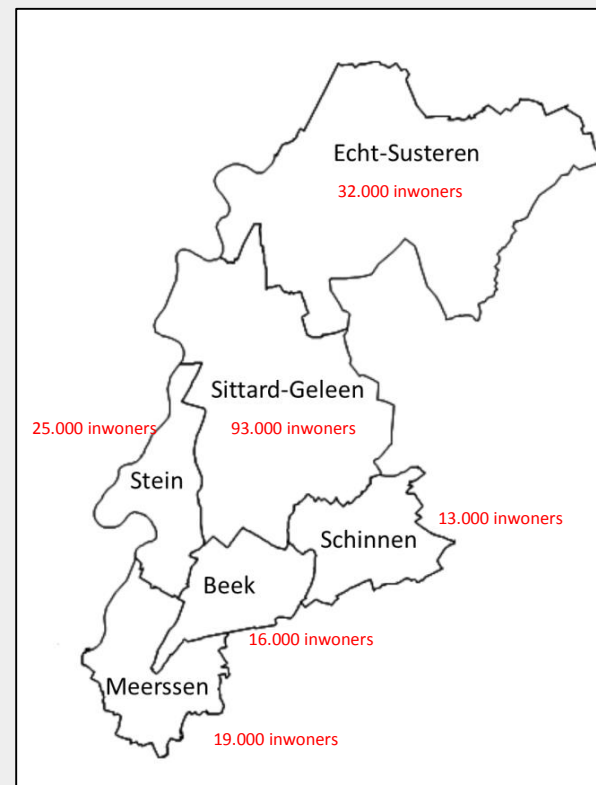 Echt-Susteren
32.000 inwoners
Sittard-Geleen
25.000 inwoners
93.000 inwoners
Stein
13.000 inwoners
Schinnen
Beek
16.000 inwoners
Meerssen
19.000 inwoners